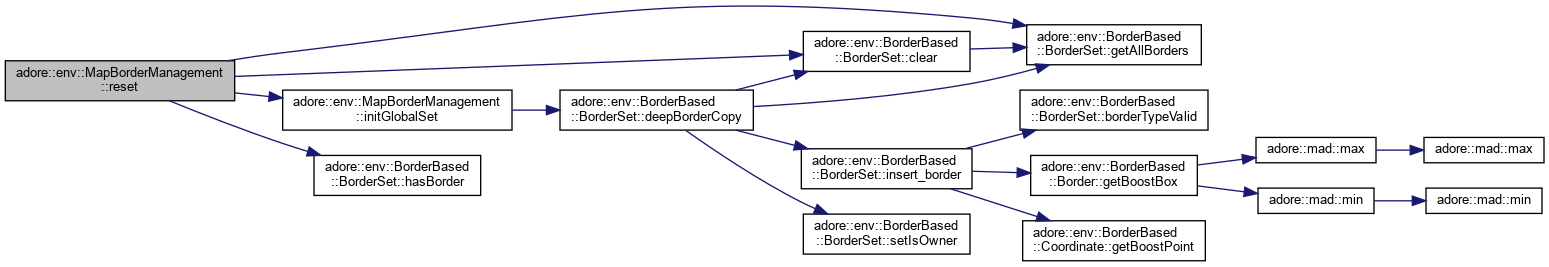 adore::env::MapBorderManagement
::reset
adore::env::MapBorderManagement
::initGlobalSet
adore::env::BorderBased
::BorderSet::hasBorder
adore::env::BorderBased
::BorderSet::deepBorderCopy
adore::env::BorderBased
::BorderSet::clear
adore::env::BorderBased
::BorderSet::insert_border
adore::env::BorderBased
::BorderSet::setIsOwner
adore::env::BorderBased
::BorderSet::getAllBorders
adore::env::BorderBased
::BorderSet::borderTypeValid
adore::env::BorderBased
::Border::getBoostBox
adore::env::BorderBased
::Coordinate::getBoostPoint
adore::mad::max
adore::mad::max
adore::mad::min
adore::mad::min